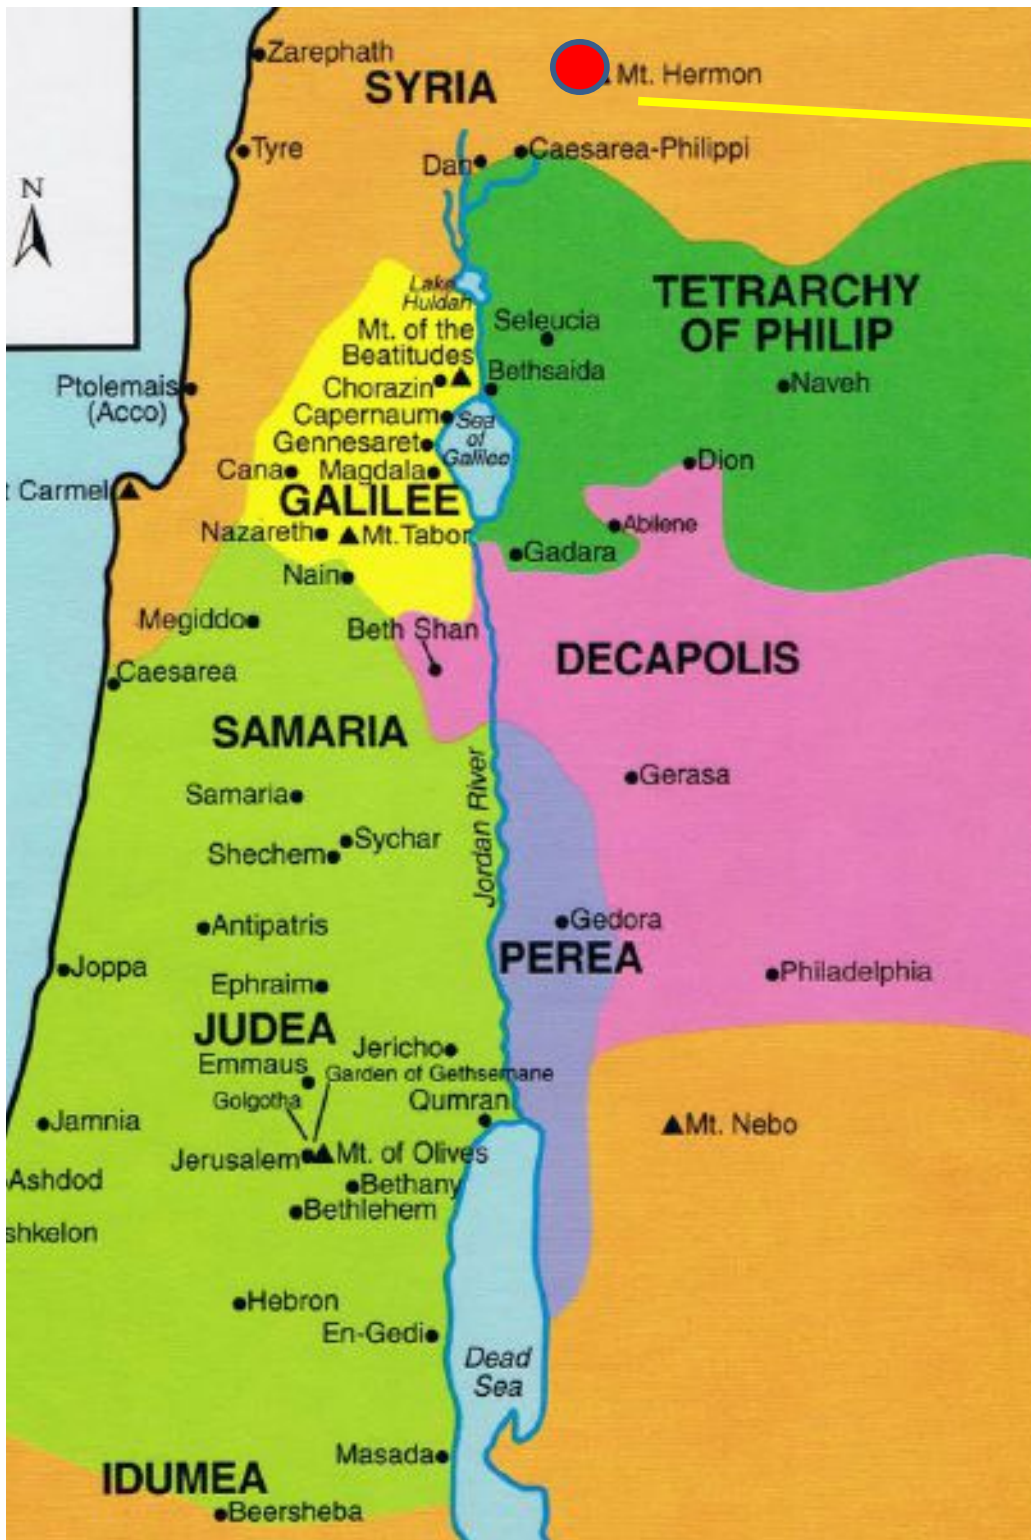 Zarephath
SYRIA
Mt. Hermon
N
Tyre
Dan
Caesarea-Philippi
Lake
Huldah
TETRARCHY
OF PHILIP
Mt. of the
Beatitudes
Seleucia
Ptolemais
(Acco)
Chorazin
Bethsaida
Naveh
Capernaum
Sea
of
Galilee
Gennesaret
Cana
Magdala
Dion
t Carmel
GALILEE
Nazareth
Mt. Tabor
Abilene
Gadara
Nain
Megiddo
Beth Shan
DECAPOLIS
Caesarea
SAMARIA
Jordan River
Gerasa
Samaria
Sychar
Shechem
Antipatris
Gedora
PEREA
Joppa
Philadelphia
Ephraim
JUDEA
Jericho
Emmaus
Garden of Gethsemane
Golgotha
Qumran
Jamnia
Mt. Nebo
Jerusalem
Mt. of Olives
Ashdod
Bethany
Bethlehem
shkelon
Hebron
En-Gedi
Dead
Sea
Masada
IDUMEA
Beersheba